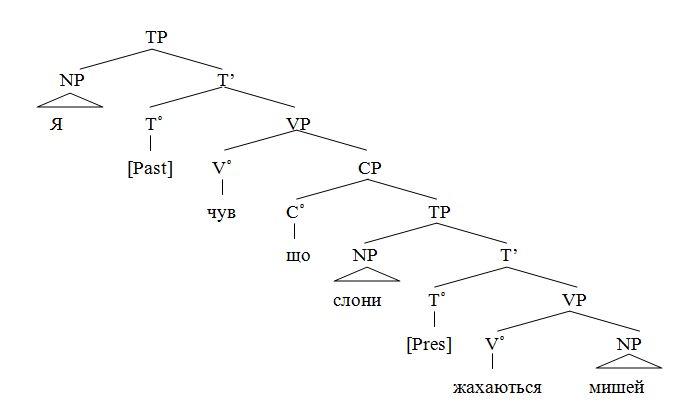 TP
NP T’
Я T˚ VP
[Past] V˚ CP
чув C˚ TP
що NP T’
слони T˚ VP
[Pres] V˚ NP
жахаються мишей